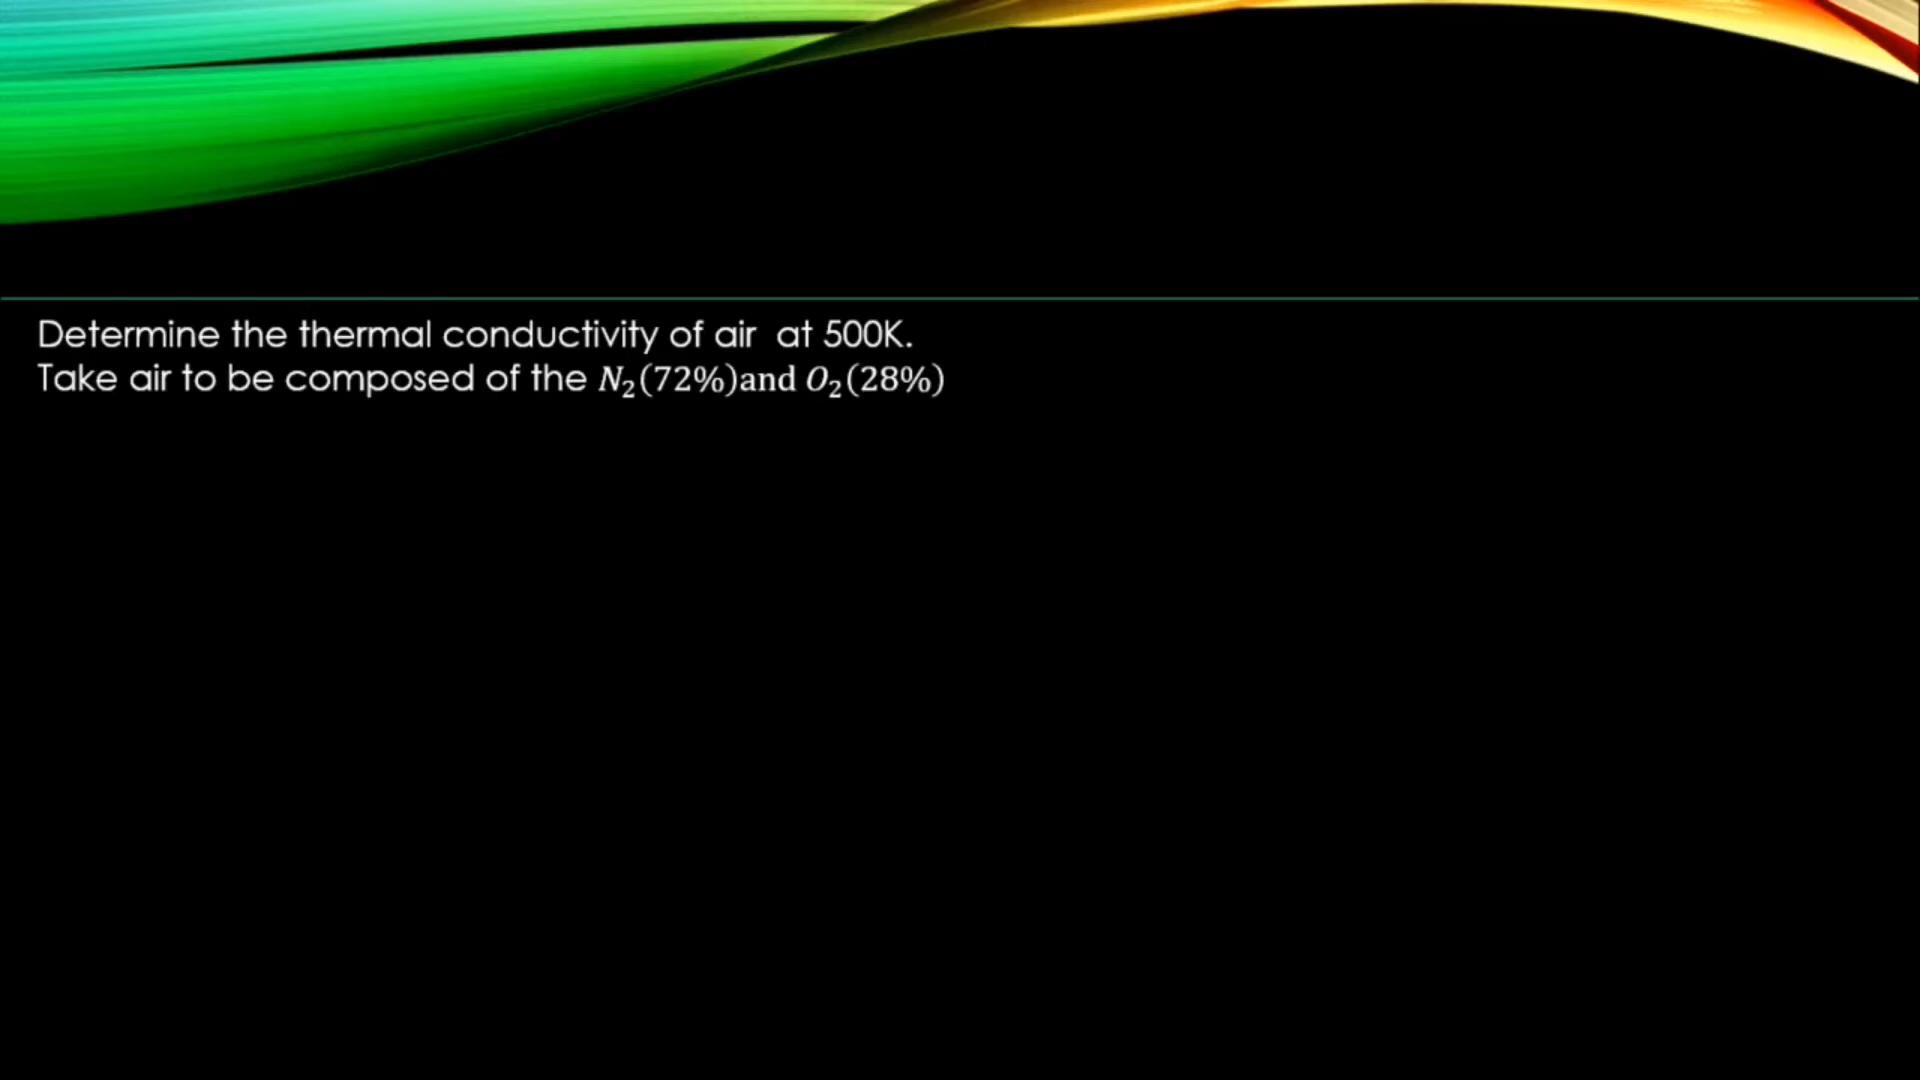 Determine the thermal conductivity of air at 500K.
Take air to be composed of the N₂(72%)and O₂(28%)